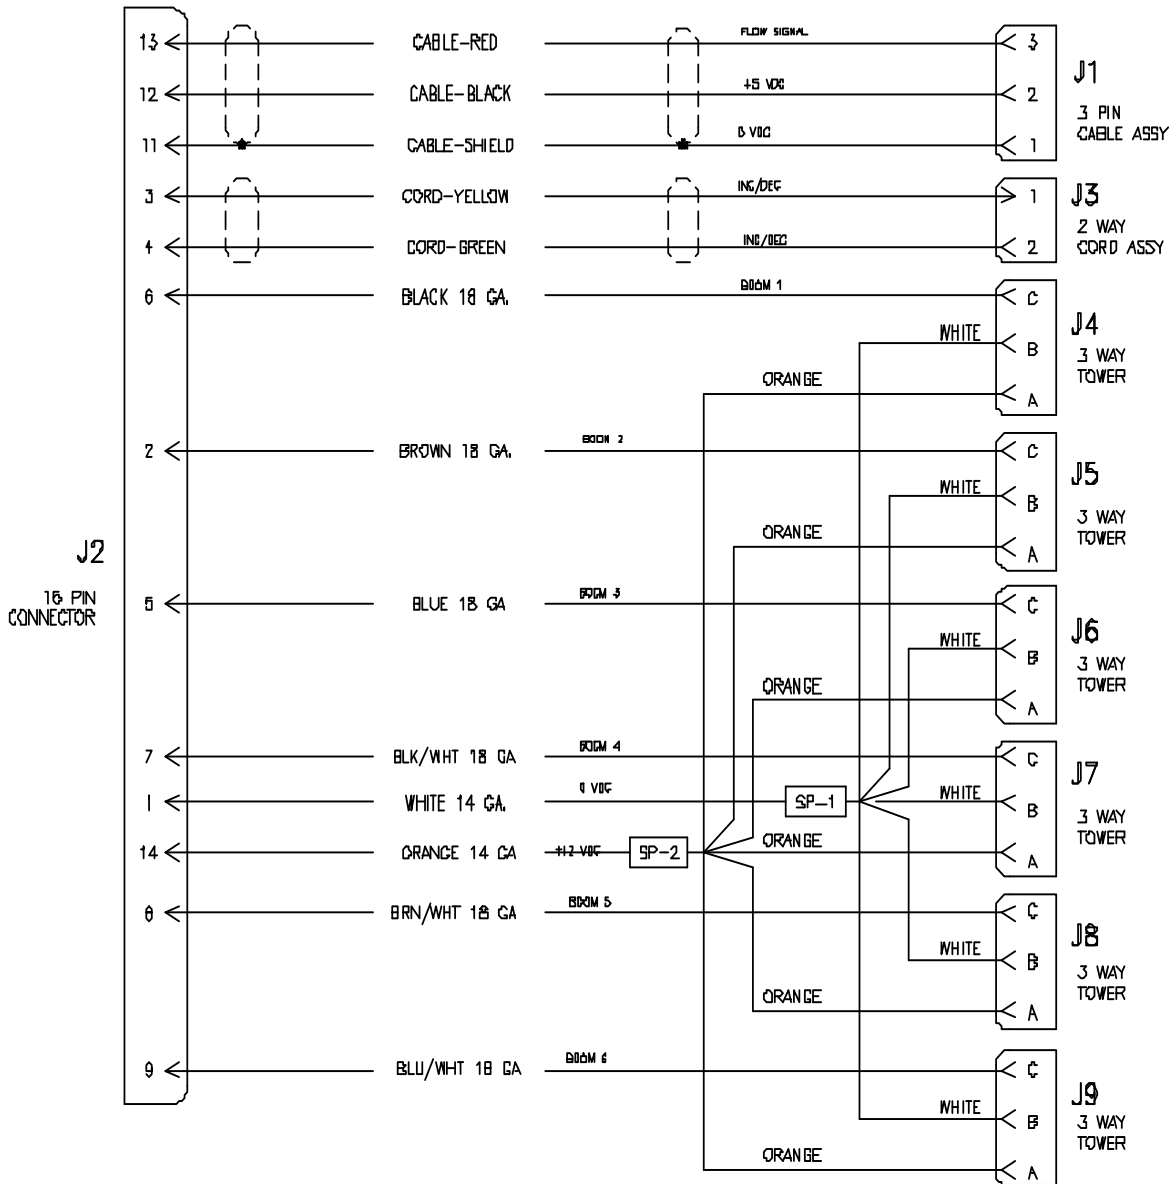 13 CABLE-RED FLOW SIGNAL 3
J1
12 CABLE-BLACK +5 VDC 2
3 PIN
CABLE ASSY
11 CABLE-SHIELD 0 VDC 1
3 CORD-YELLOW INC/DEC 1
J3
2 WAY
CORD ASSY
4 CORD-GREEN INC/DEC 2
6 BLACK 18 GA. BOOM 1 C
J4
WHITE B
3 WAY
TOWER
ORANGE A
2 BROWN 18 GA. BOOM 2 C
J5
WHITE B
3 WAY
TOWER
ORANGE A
J2
16 PIN
CONNECTOR
5 BLUE 18 GA BOOM 3 C
J6
WHITE B
3 WAY
TOWER
ORANGE A
7 BLK/WHT 18 GA BOOM 4 C
J7
1 WHITE 14 GA. 0 VDC SP-1 WHITE B
3 WAY
TOWER
14 ORANGE 14 GA +12 VDC SP-2 ORANGE A
8 BRN/WHT 18 GA BOOM 5 C
J8
WHITE B
3 WAY
TOWER
ORANGE A
9 BLU/WHT 18 GA BOOM 6 C
J9
WHITE B
3 WAY
TOWER
ORANGE A